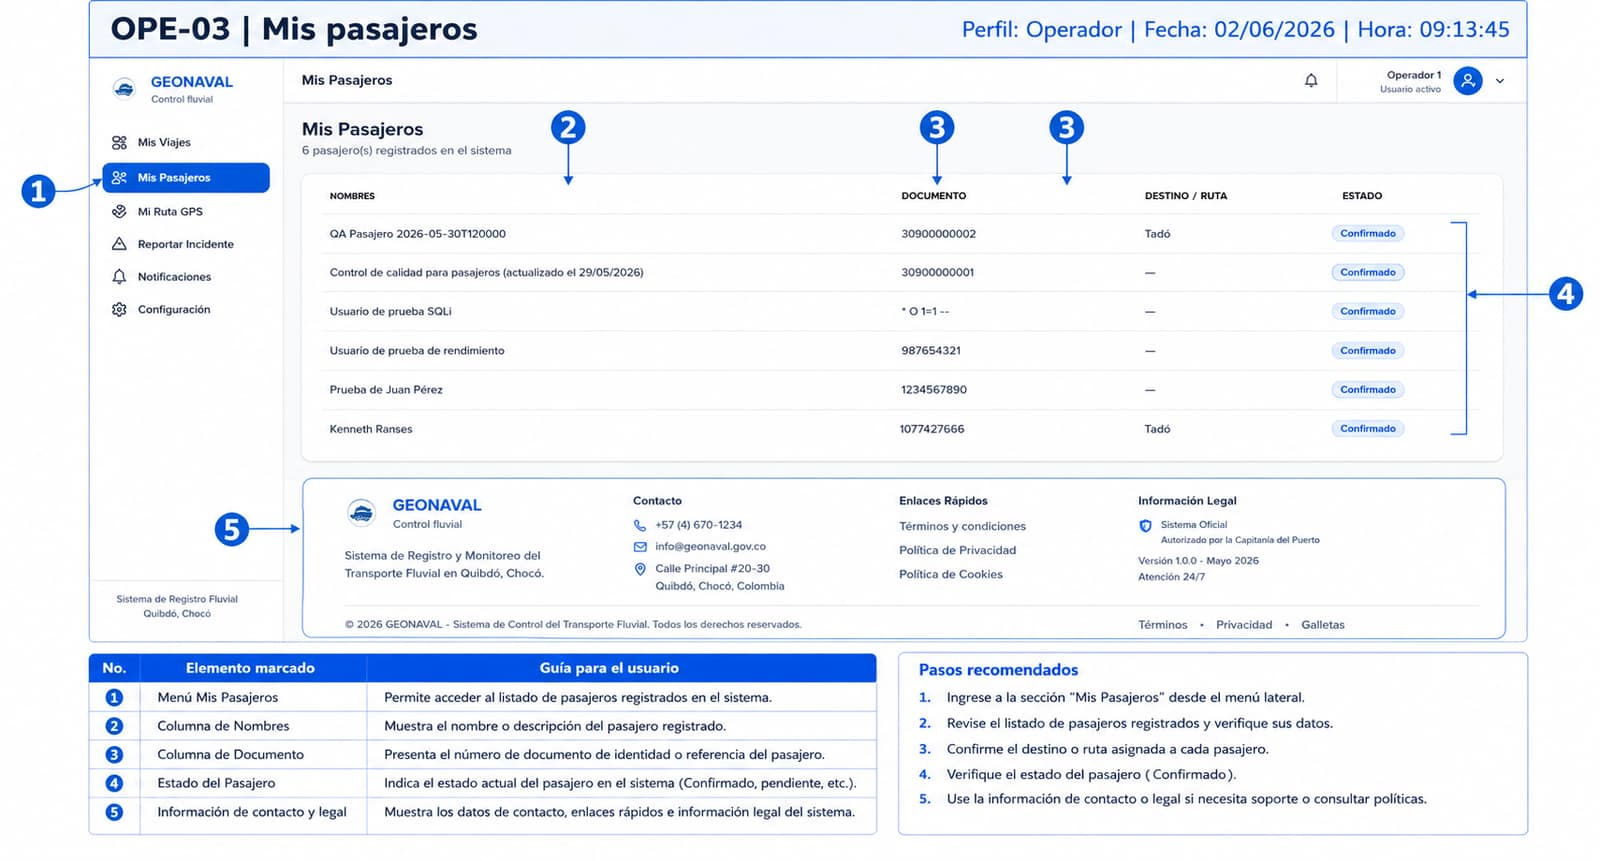 OPE-03 | Mis pasajeros
Perfil: Operador | Fecha: 02/06/2026 | Hora: 09:13:45
GEONAVAL
Control fluvial
Mis Viajes
Mis Pasajeros
Mi Ruta GPS
Reportar Incidente
Notificaciones
Configuración
Sistema de Registro Fluvial
Quibdó, Chocó
1
Mis Pasajeros
Operador 1
Usuario activo
Mis Pasajeros
6 pasajero(s) registrados en el sistema
2
3
3
NOMBRES DOCUMENTO DESTINO / RUTA ESTADO
QA Pasajero 2026-05-30T120000 30900000002 Tadó Confirmado
Control de calidad para pasajeros (actualizado el 29/05/2026) 30900000001 — Confirmado
Usuario de prueba SQLi * O 1=1 -- — Confirmado
Usuario de prueba de rendimiento 987654321 — Confirmado
Prueba de Juan Pérez 1234567890 — Confirmado
Kenneth Ranses 1077427666 Tadó Confirmado
4
5
GEONAVAL
Control fluvial
Sistema de Registro y Monitoreo del
Transporte Fluvial en Quibdó, Chocó.
Contacto
+57 (4) 670-1234
info@geonaval.gov.co
Calle Principal #20-30
Quibdó, Chocó, Colombia
Enlaces Rápidos
Términos y condiciones
Política de Privacidad
Política de Cookies
Información Legal
Sistema Oficial
Autorizado por la Capitanía del Puerto
Versión 1.0.0 - Mayo 2026
Atención 24/7
© 2026 GEONAVAL - Sistema de Control del Transporte Fluvial. Todos los derechos reservados.
Términos • Privacidad • Galletas
No. Elemento marcado Guía para el usuario
1 Menú Mis Pasajeros Permite acceder al listado de pasajeros registrados en el sistema.
2 Columna de Nombres Muestra el nombre o descripción del pasajero registrado.
3 Columna de Documento Presenta el número de documento de identidad o referencia del pasajero.
4 Estado del Pasajero Indica el estado actual del pasajero en el sistema (Confirmado, pendiente, etc.).
5 Información de contacto y legal Muestra los datos de contacto, enlaces rápidos e información legal del sistema.
Pasos recomendados
1. Ingrese a la sección "Mis Pasajeros" desde el menú lateral.
2. Revise el listado de pasajeros registrados y verifique sus datos.
3. Confirme el destino o ruta asignada a cada pasajero.
4. Verifique el estado del pasajero (Confirmado).
5. Use la información de contacto o legal si necesita soporte o consultar políticas.